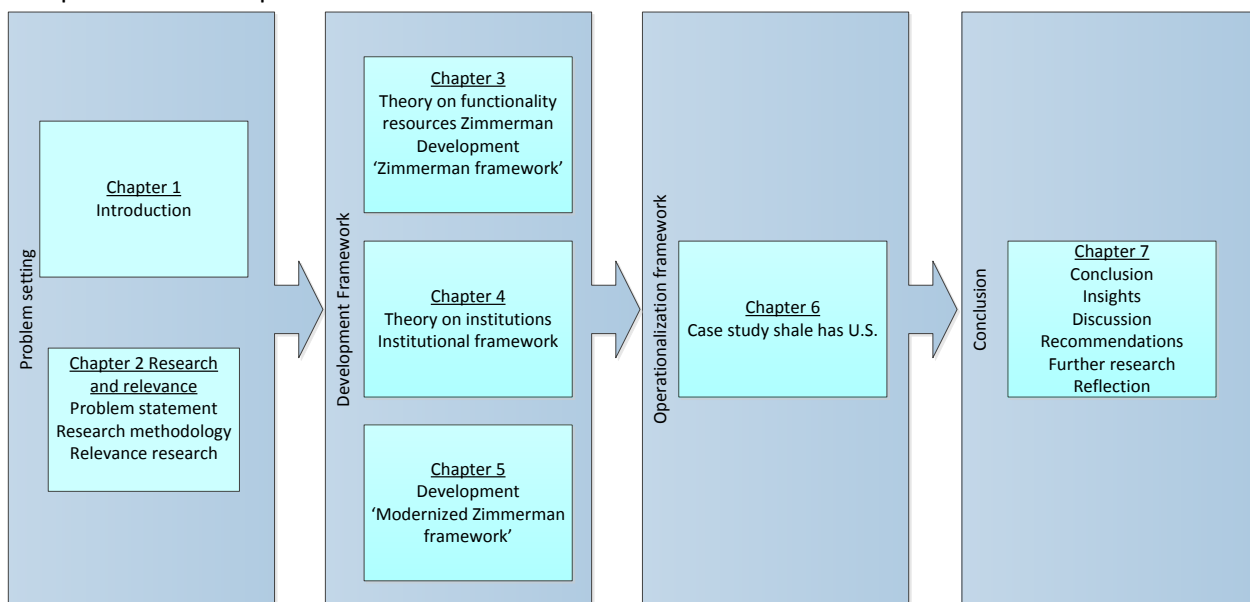 Problem setting
Chapter 1
Introduction
Chapter 2 Research
and relevance
Problem statement
Research methodology
Relevance research
Development Framework
Chapter 3
Theory on functionality
resources Zimmerman
Development
‘Zimmerman framework’
Chapter 4
Theory on institutions
Institutional framework
Chapter 5
Development
‘Modernized Zimmerman
framework’
Operationalization framework
Chapter 6
Case study shale has U.S.
Conclusion
Chapter 7
Conclusion
Insights
Discussion
Recommendations
Further research
Reflection